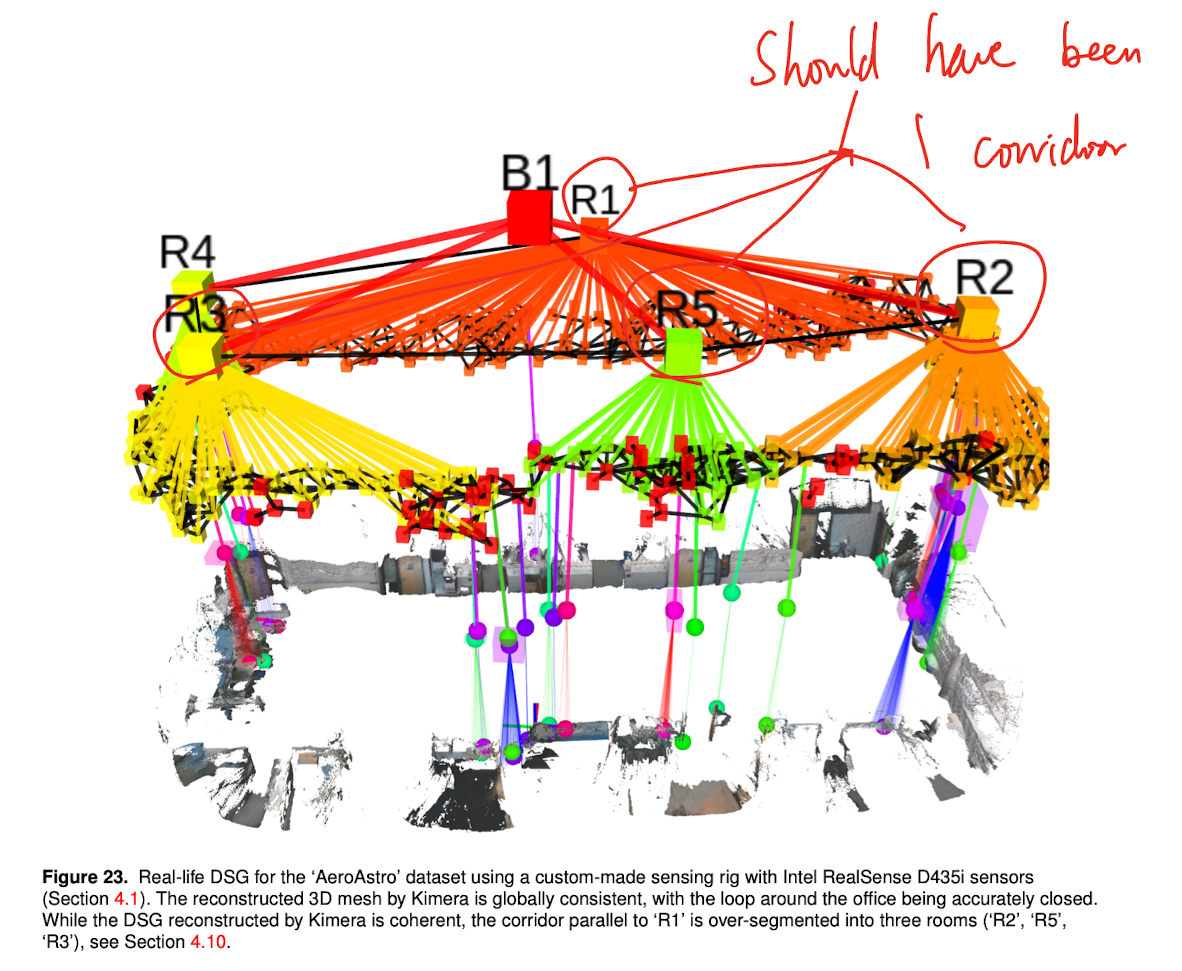 Should have been
1 corridor
B1
R1
R4
R2
R3
R5
Figure 23. Real-life DSG for the ‘AeroAstro’ dataset using a custom-made sensing rig with Intel RealSense D435i sensors
(Section 4.1). The reconstructed 3D mesh by Kimera is globally consistent, with the loop around the office being accurately closed.
While the DSG reconstructed by Kimera is coherent, the corridor parallel to ‘R1’ is over-segmented into three rooms (‘R2’, ‘R5’,
‘R3’), see Section 4.10.